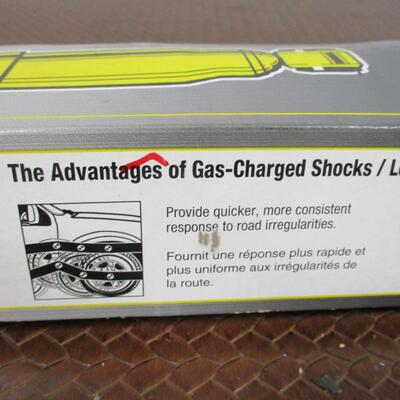 The Advantages of Gas-Charged Shocks /
Provide quicker, more consistent
response to road irregularities.
Fournit une réponse plus rapide et
plus uniforme aux irrégularités de
la route.